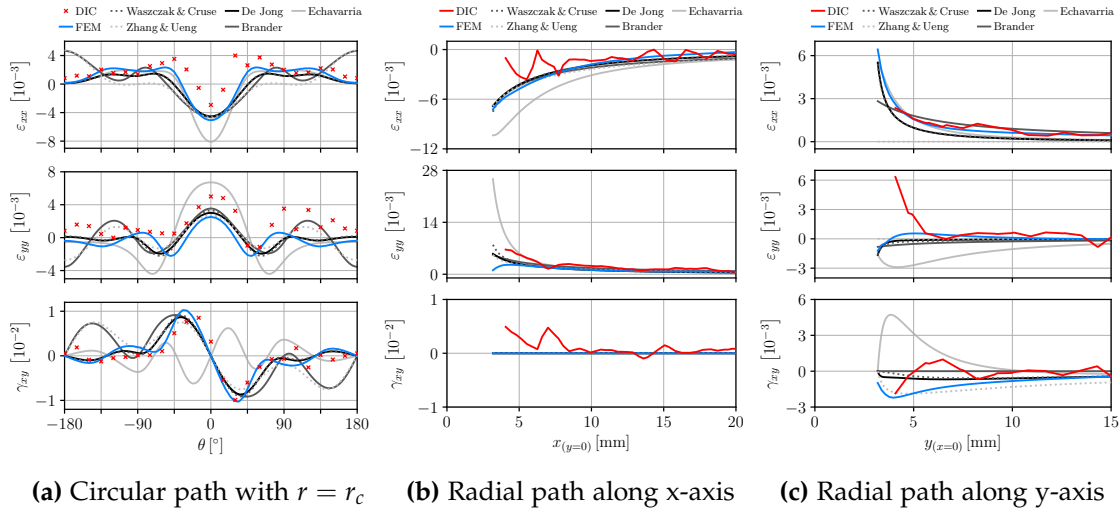 DIC Waszczak & Cruse De Jong Echavarria
FEM Zhang & Ueng Brander
DIC Waszczak & Cruse De Jong Echavarria
FEM Zhang & Ueng Brander
DIC Waszczak & Cruse De Jong Echavarria
FEM Zhang & Ueng Brander
ε_xx [10⁻³]
4
0
−4
−8
ε_yy [10⁻³]
8
4
0
−4
γ_xy [10⁻²]
1
0
−1
−180 −90 0 90 180
θ [°]
ε_xx [10⁻³]
0
−6
−12
ε_yy [10⁻³]
28
14
0
γ_xy [10⁻²]
1
0
−1
0 5 10 15 20
x_(y=0) [mm]
ε_xx [10⁻³]
6
3
0
ε_yy [10⁻³]
6
3
0
−3
γ_xy [10⁻³]
6
3
0
−3
0 5 10 15
y_(x=0) [mm]
(a) Circular path with r = r_c
(b) Radial path along x-axis
(c) Radial path along y-axis